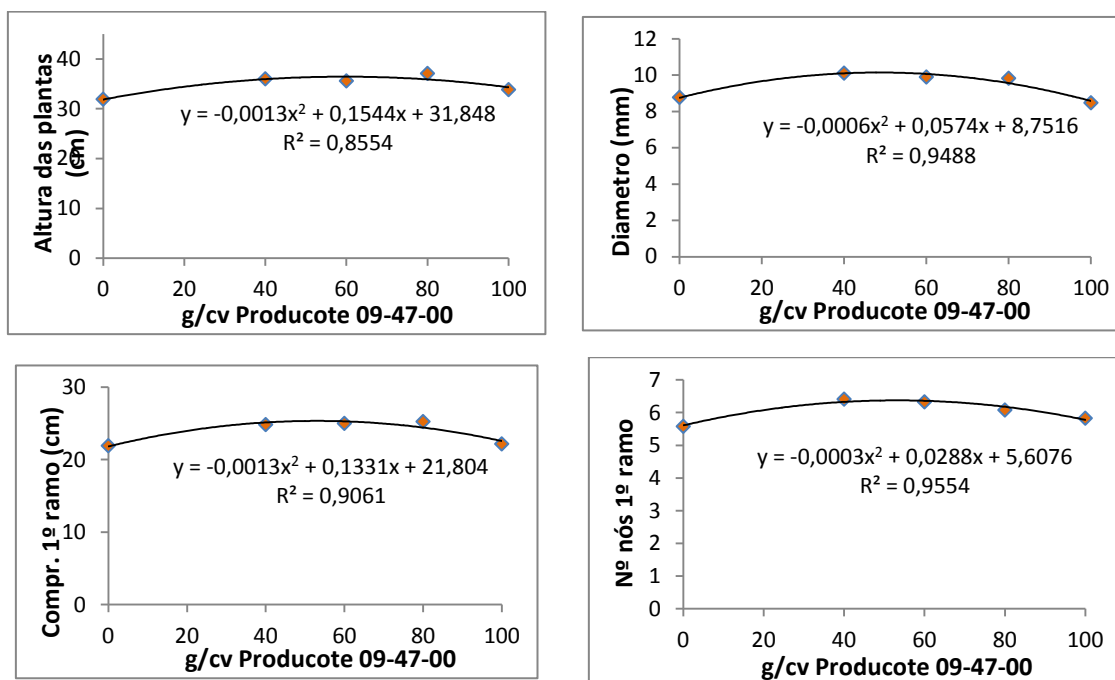 Altura das plantas
(cm)
40
30
20
10
0
y = -0,0013x² + 0,1544x + 31,848
R² = 0,8554
0 20 40 60 80 100
g/cv Producote 09-47-00
Diametro (mm)
12
10
8
6
4
2
0
y = -0,0006x² + 0,0574x + 8,7516
R² = 0,9488
0 20 40 60 80 100
g/cv Producote 09-47-00
Compr. 1º ramo (cm)
30
20
10
0
y = -0,0013x² + 0,1331x + 21,804
R² = 0,9061
0 20 40 60 80 100
g/cv Producote 09-47-00
Nº nós 1º ramo
7
6
5
4
3
2
1
0
y = -0,0003x² + 0,0288x + 5,6076
R² = 0,9554
0 20 40 60 80 100
g/cv Producote 09-47-00